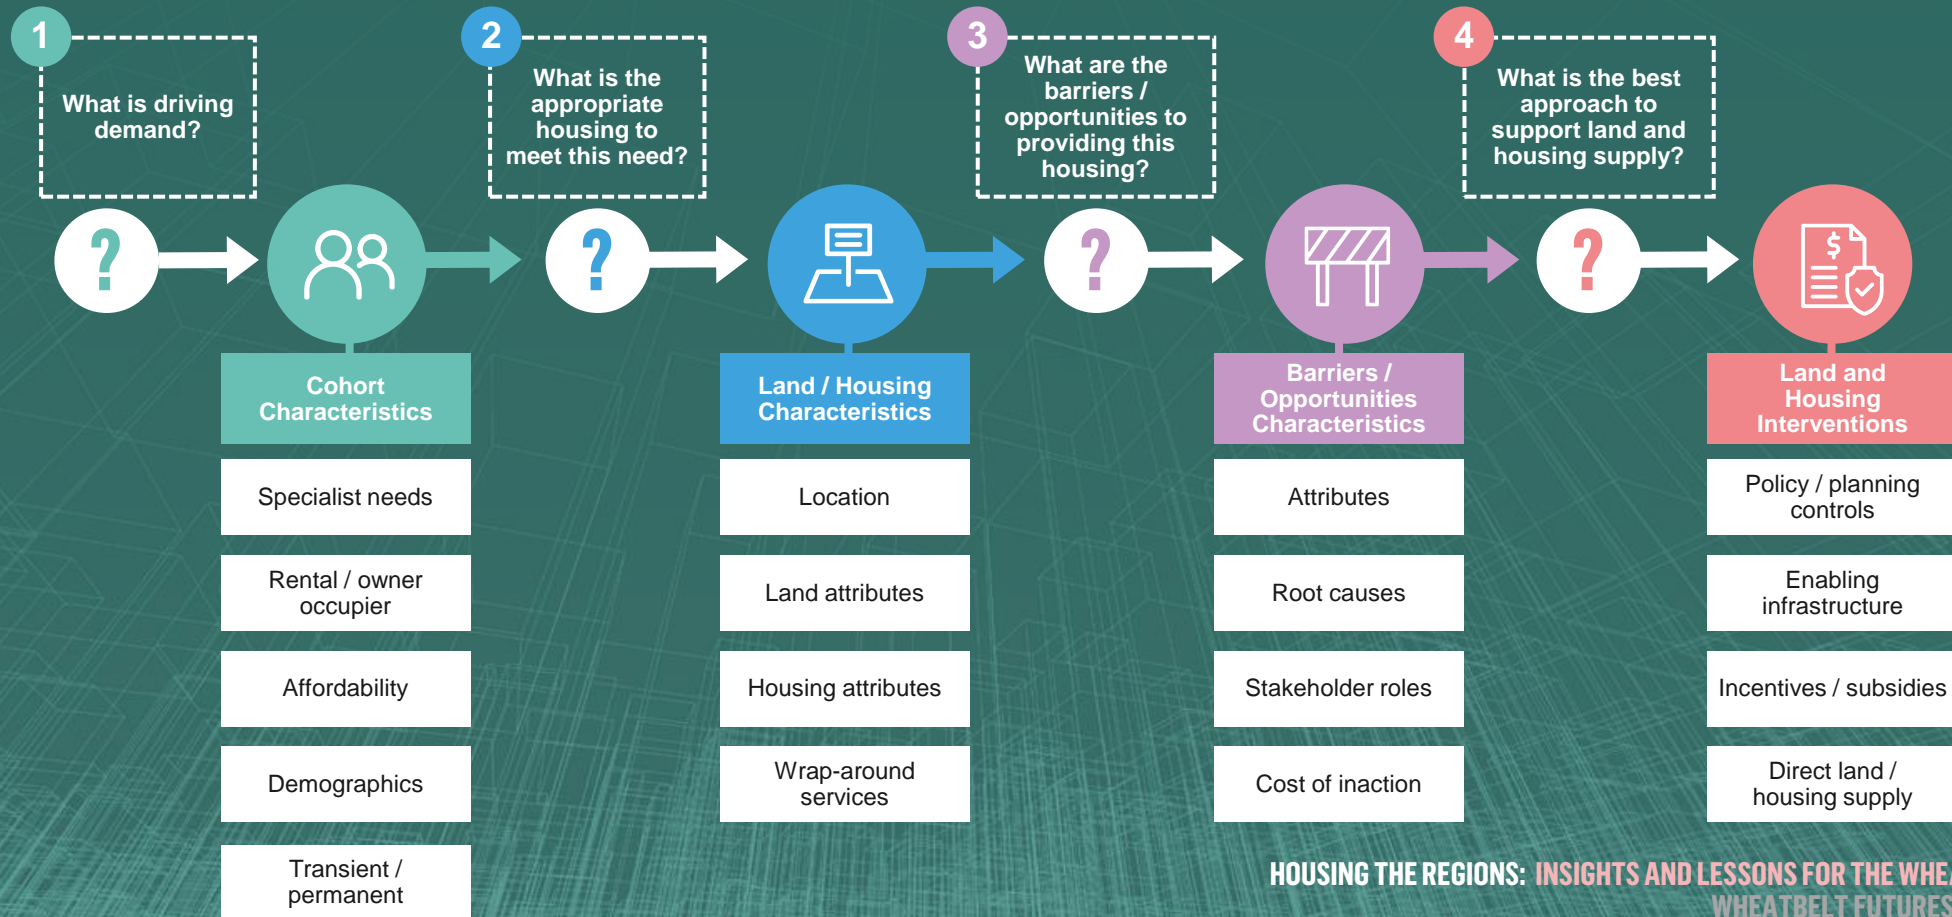 1
What is driving
demand?
2
What is the
appropriate
housing to
meet this need?
3
What are the
barriers /
opportunities to
providing this
housing?
4
What is the best
approach to
support land and
housing supply?
?
?
?
?
Cohort
Characteristics
Specialist needs
Rental / owner
occupier
Affordability
Demographics
Transient /
permanent
Land / Housing
Characteristics
Location
Land attributes
Housing attributes
Wrap-around
services
Barriers /
Opportunities
Characteristics
Attributes
Root causes
Stakeholder roles
Cost of inaction
$
Land and
Housing
Interventions
Policy / planning
controls
Enabling
infrastructure
Incentives / subsidies
Direct land /
housing supply
HOUSING THE REGIONS: INSIGHTS AND LESSONS FOR THE
WHEATBELT FUTURES